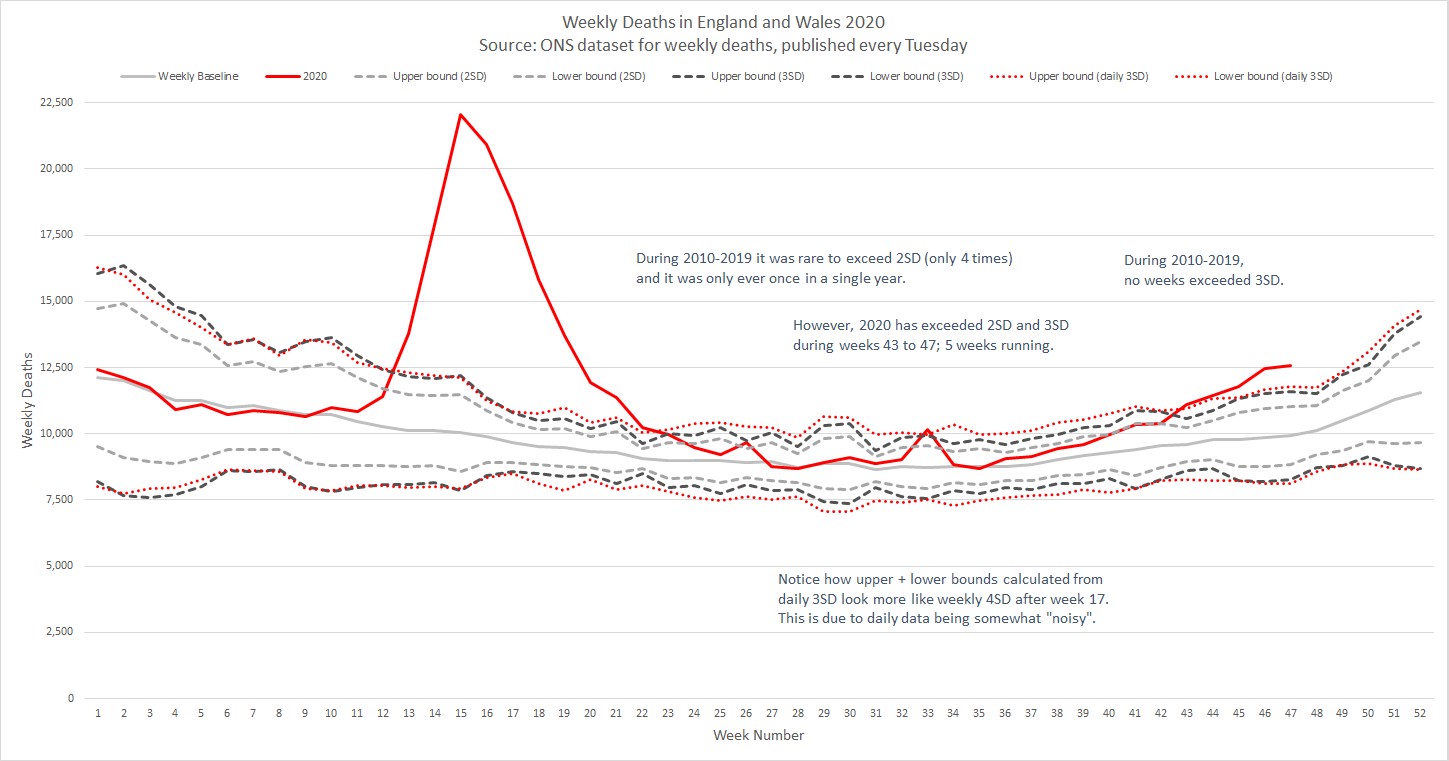 Weekly Deaths in England and Wales 2020
Source: ONS dataset for weekly deaths, published every Tuesday
Weekly Baseline 2020 Upper bound (2SD) Lower bound (2SD) Upper bound (3SD) Lower bound (3SD) Upper bound (daily 3SD) Lower bound (daily 3SD)
22,500
20,000
17,500
15,000
12,500
10,000
7,500
5,000
2,500
0
Weekly Deaths
During 2010-2019 it was rare to exceed 2SD (only 4 times)
and it was only ever once in a single year.
During 2010-2019,
no weeks exceeded 3SD.
However, 2020 has exceeded 2SD and 3SD
during weeks 43 to 47; 5 weeks running.
Notice how upper + lower bounds calculated from
daily 3SD look more like weekly 4SD after week 17.
This is due to daily data being somewhat "noisy".
1 2 3 4 5 6 7 8 9 10 11 12 13 14 15 16 17 18 19 20 21 22 23 24 25 26 27 28 29 30 31 32 33 34 35 36 37 38 39 40 41 42 43 44 45 46 47 48 49 50 51 52
Week Number